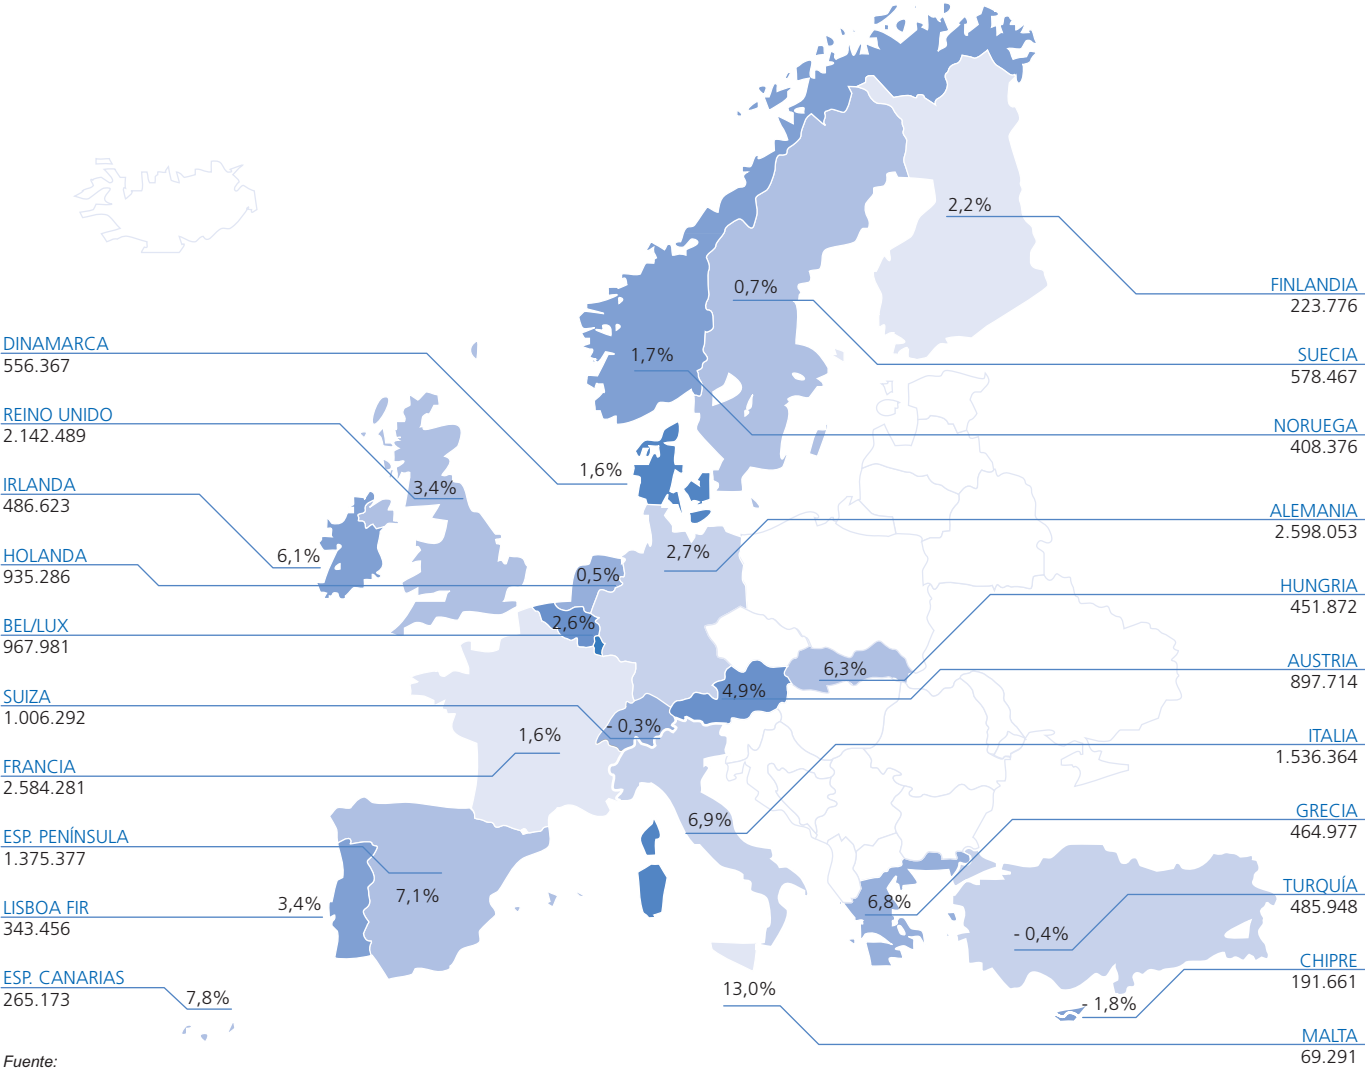 2,2%
FINLANDIA
223.776
0,7%
SUECIA
578.467
1,7%
NORUEGA
408.376
DINAMARCA
556.367
1,6%
REINO UNIDO
2.142.489
3,4%
IRLANDA
486.623
6,1%
HOLANDA
935.286
0,5%
BEL/LUX
967.981
2,6%
SUIZA
1.006.292
- 0,3%
FRANCIA
2.584.281
1,6%
ESP. PENÍNSULA
1.375.377
7,1%
LISBOA FIR
343.456
3,4%
ESP. CANARIAS
265.173
7,8%
ALEMANIA
2.598.053
2,7%
HUNGRIA
451.872
6,3%
AUSTRIA
897.714
4,9%
ITALIA
1.536.364
6,9%
GRECIA
464.977
6,8%
TURQUÍA
485.948
- 0,4%
CHIPRE
191.661
- 1,8%
MALTA
69.291
13,0%
Fuente: